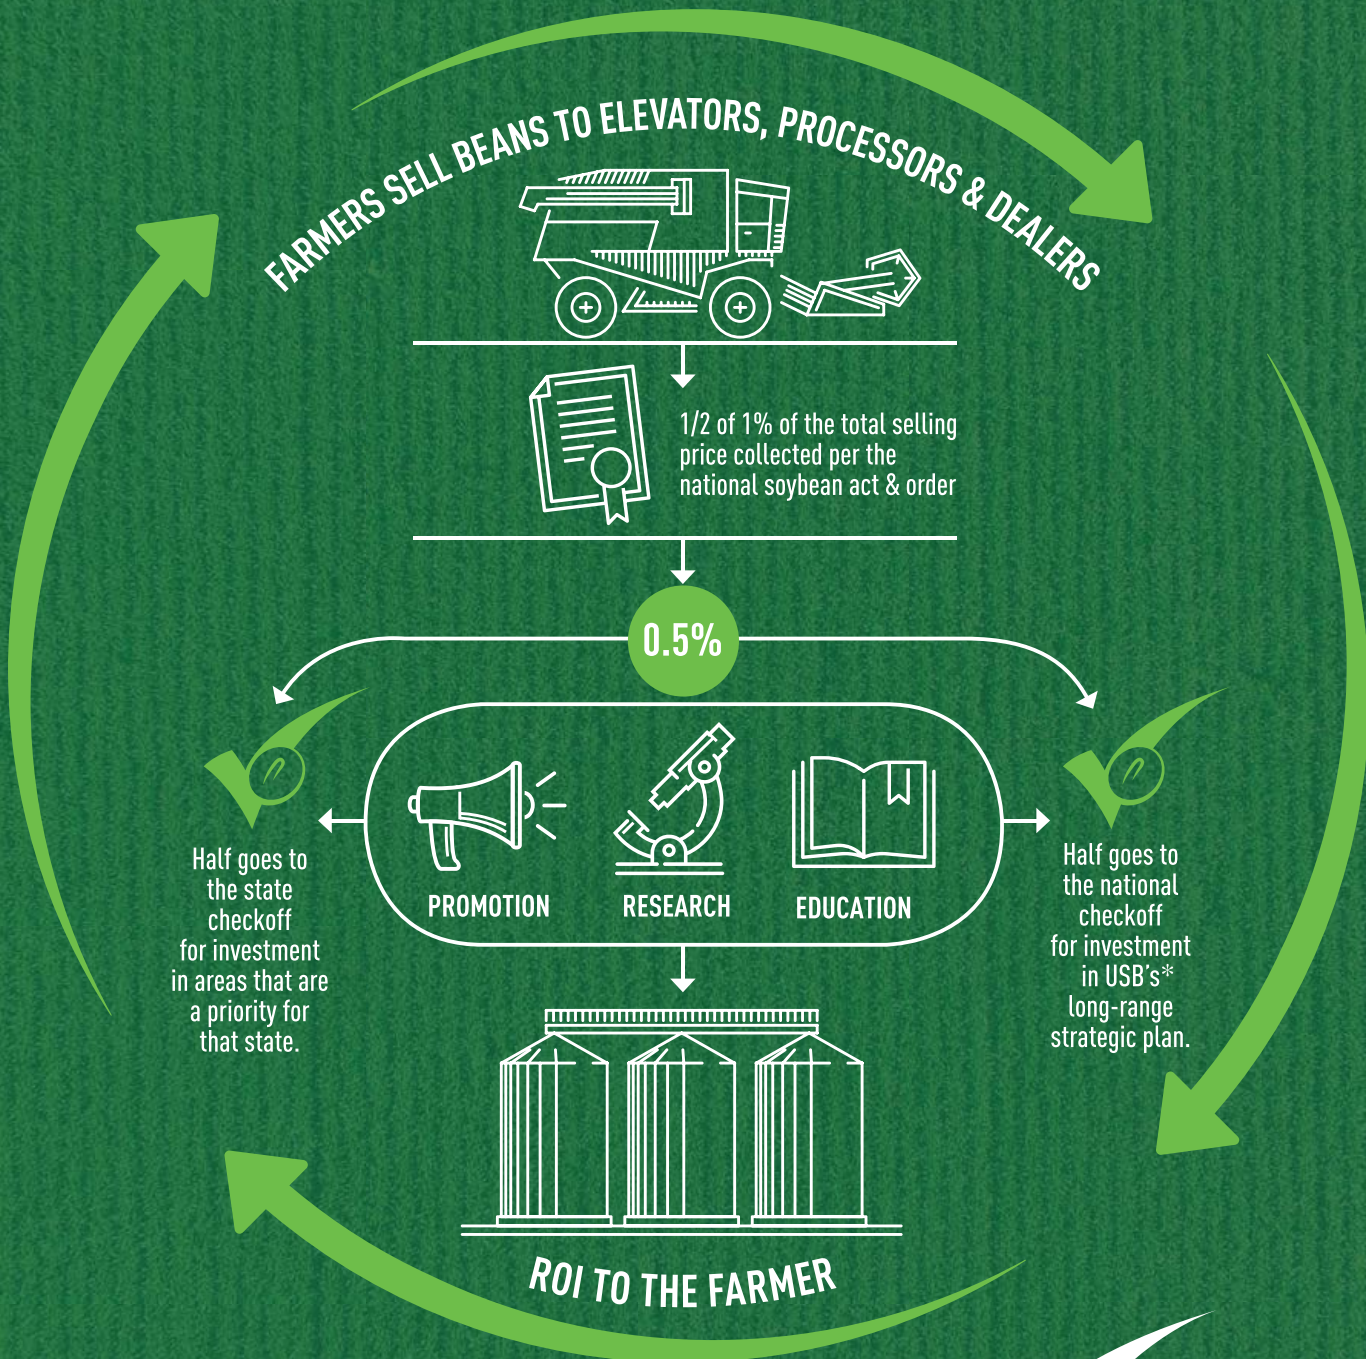 FARMERS SELL BEANS TO ELEVATORS, PROCESSORS & DEALERS
1/2 of 1% of the total selling
price collected per the
national soybean act & order
0.5%
PROMOTION
RESEARCH
EDUCATION
Half goes to
the state
checkoff
for investment
in areas that are
a priority for
that state.
Half goes to
the national
checkoff
for investment
in USB's*
long-range
strategic plan.
ROI TO THE FARMER